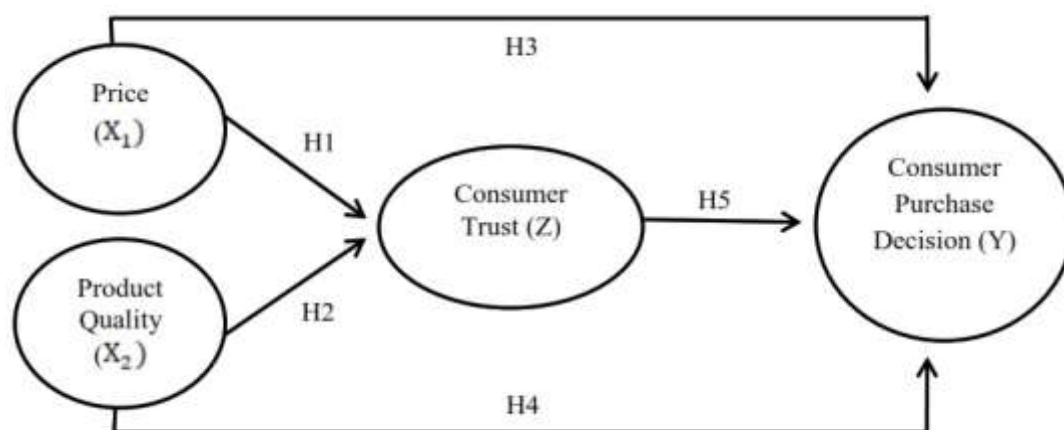 H3
Price
(X₁)
H1
Consumer
Trust (Z)
H5
Consumer
Purchase
Decision (Y)
Product
Quality
(X₂)
H2
H4